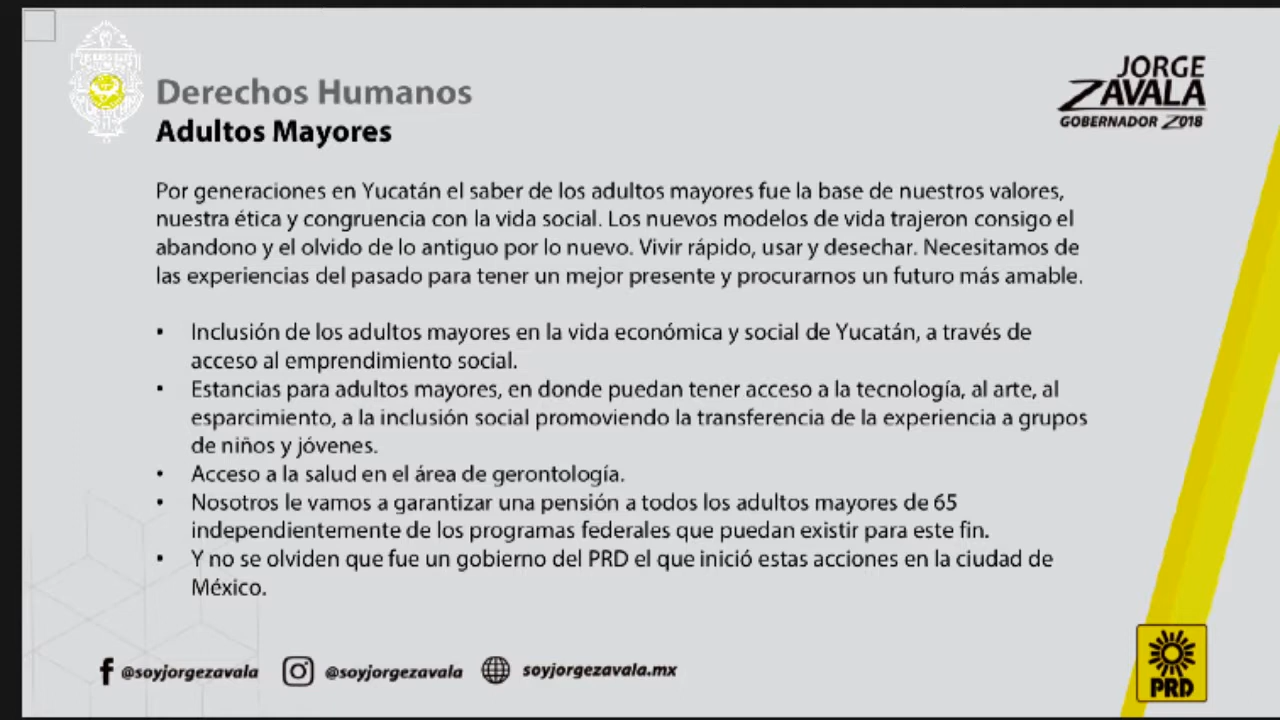 Derechos Humanos
Adultos Mayores
JORGE
ZAVALA
GOBERNADOR 2018
Por generaciones en Yucatán el saber de los adultos mayores fue la base de nuestros valores,
nuestra ética y congruencia con la vida social. Los nuevos modelos de vida trajeron consigo el
abandono y el olvido de lo antiguo por lo nuevo. Vivir rápido, usar y desechar. Necesitamos de
las experiencias del pasado para tener un mejor presente y procurarnos un futuro más amable.
• Inclusión de los adultos mayores en la vida económica y social de Yucatán, a través de
acceso al emprendimiento social.
• Estancias para adultos mayores, en donde puedan tener acceso a la tecnología, al arte, al
esparcimiento, a la inclusión social promoviendo la transferencia de la experiencia a grupos
de niños y jóvenes.
• Acceso a la salud en el área de gerontología.
• Nosotros le vamos a garantizar una pensión a todos los adultos mayores de 65
independientemente de los programas federales que puedan existir para este fin.
• Y no se olviden que fue un gobierno del PRD el que inició estas acciones en la ciudad de
México.
@soyjorgezavala @soyjorgezavala soyjorgezavala.mx
PRD